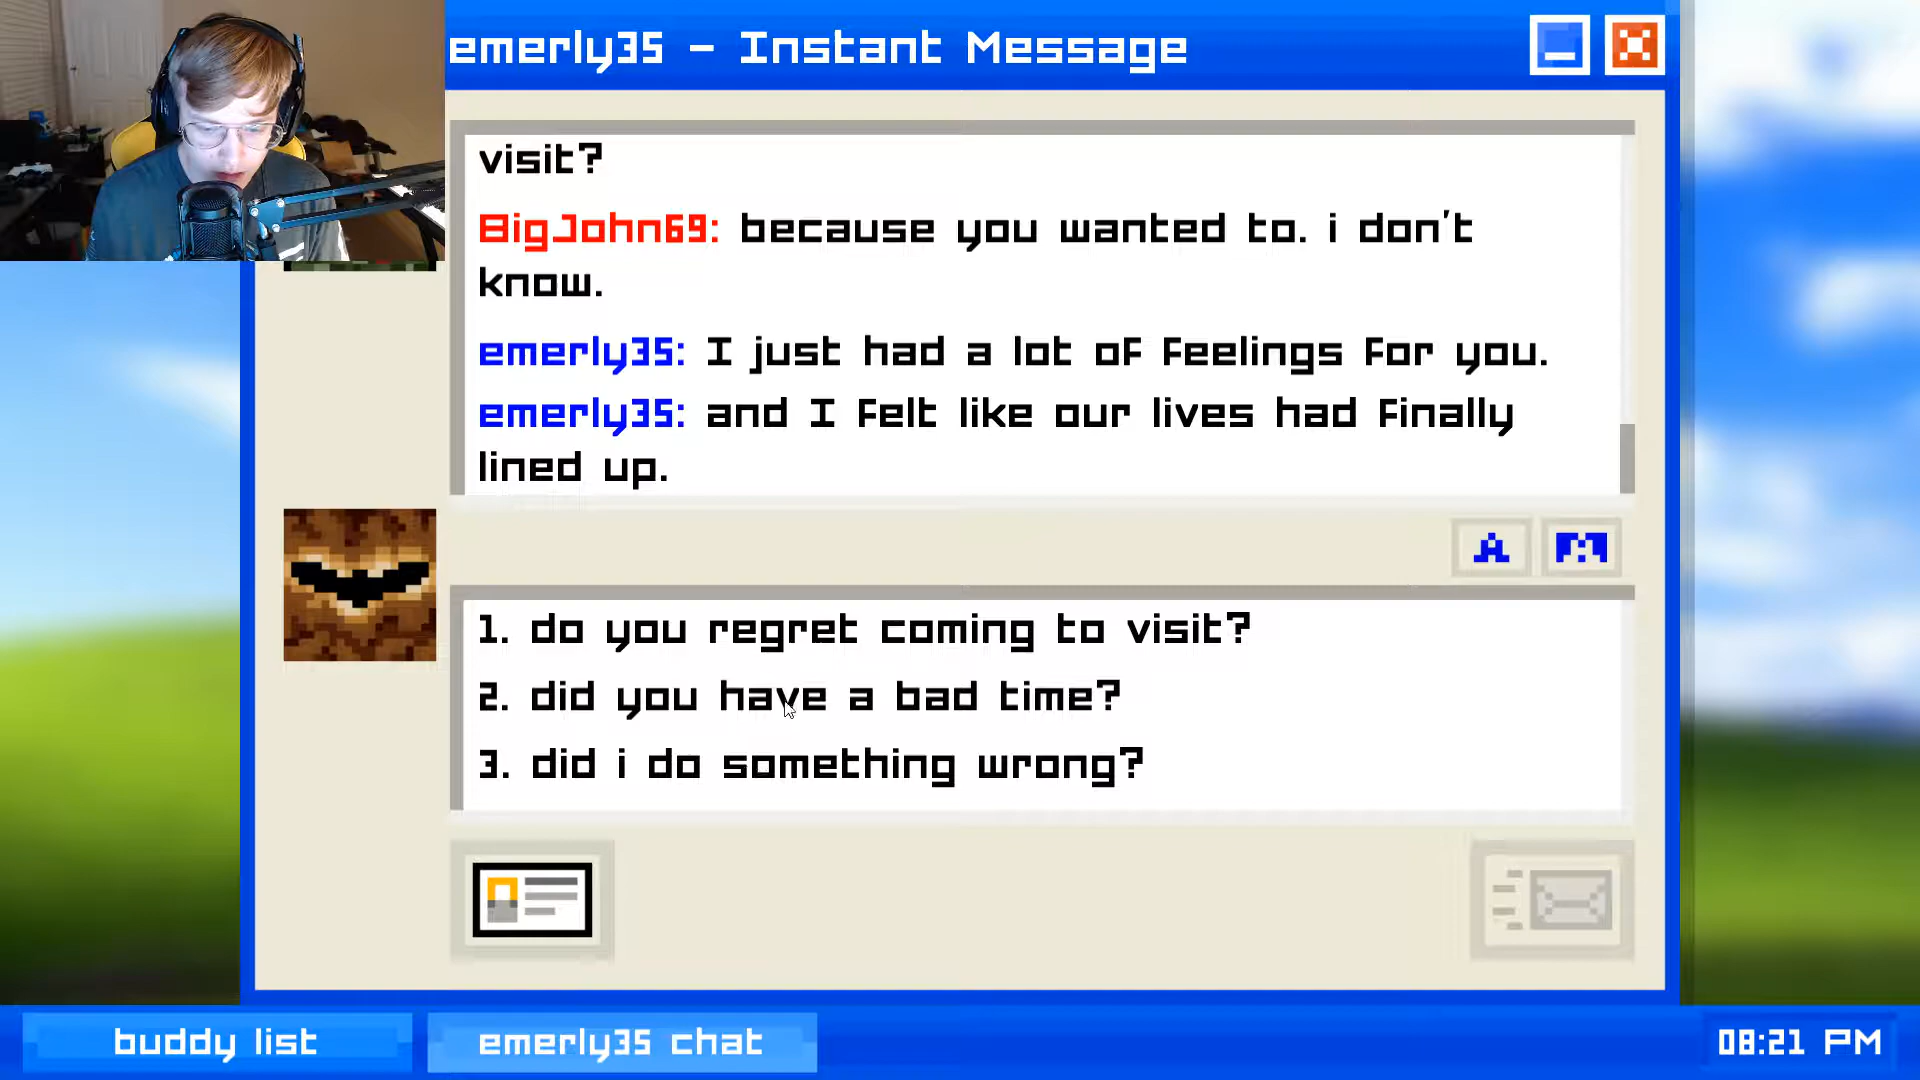 emerly35 - Instant Message
visit?
BigJohn69: because you wanted to. i don't
know.
emerly35: I just had a lot of feelings for you.
emerly35: and I felt like our lives had finally
lined up.
A
1. do you regret coming to visit?
2. did you have a bad time?
3. did i do something wrong?
buddy list
emerly35 chat
08:21 PM